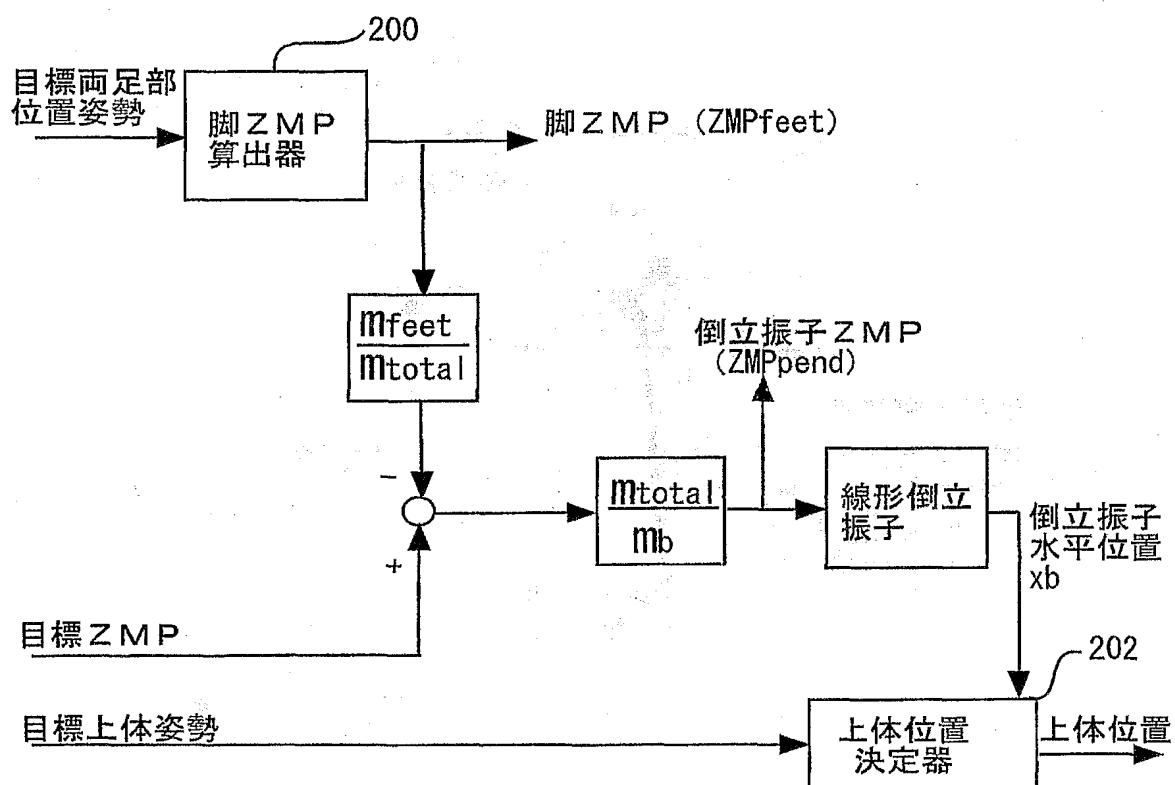 200
目標両足部
位置姿勢
脚ZMP
算出器
脚ZMP (ZMPfeet)
mfeet
mtotal
倒立振子ZMP
(ZMPpend)
-
+
mtotal
mb
線形倒立
振子
倒立振子
水平位置
xb
目標ZMP
202
目標上体姿勢
上体位置
決定器
上体位置